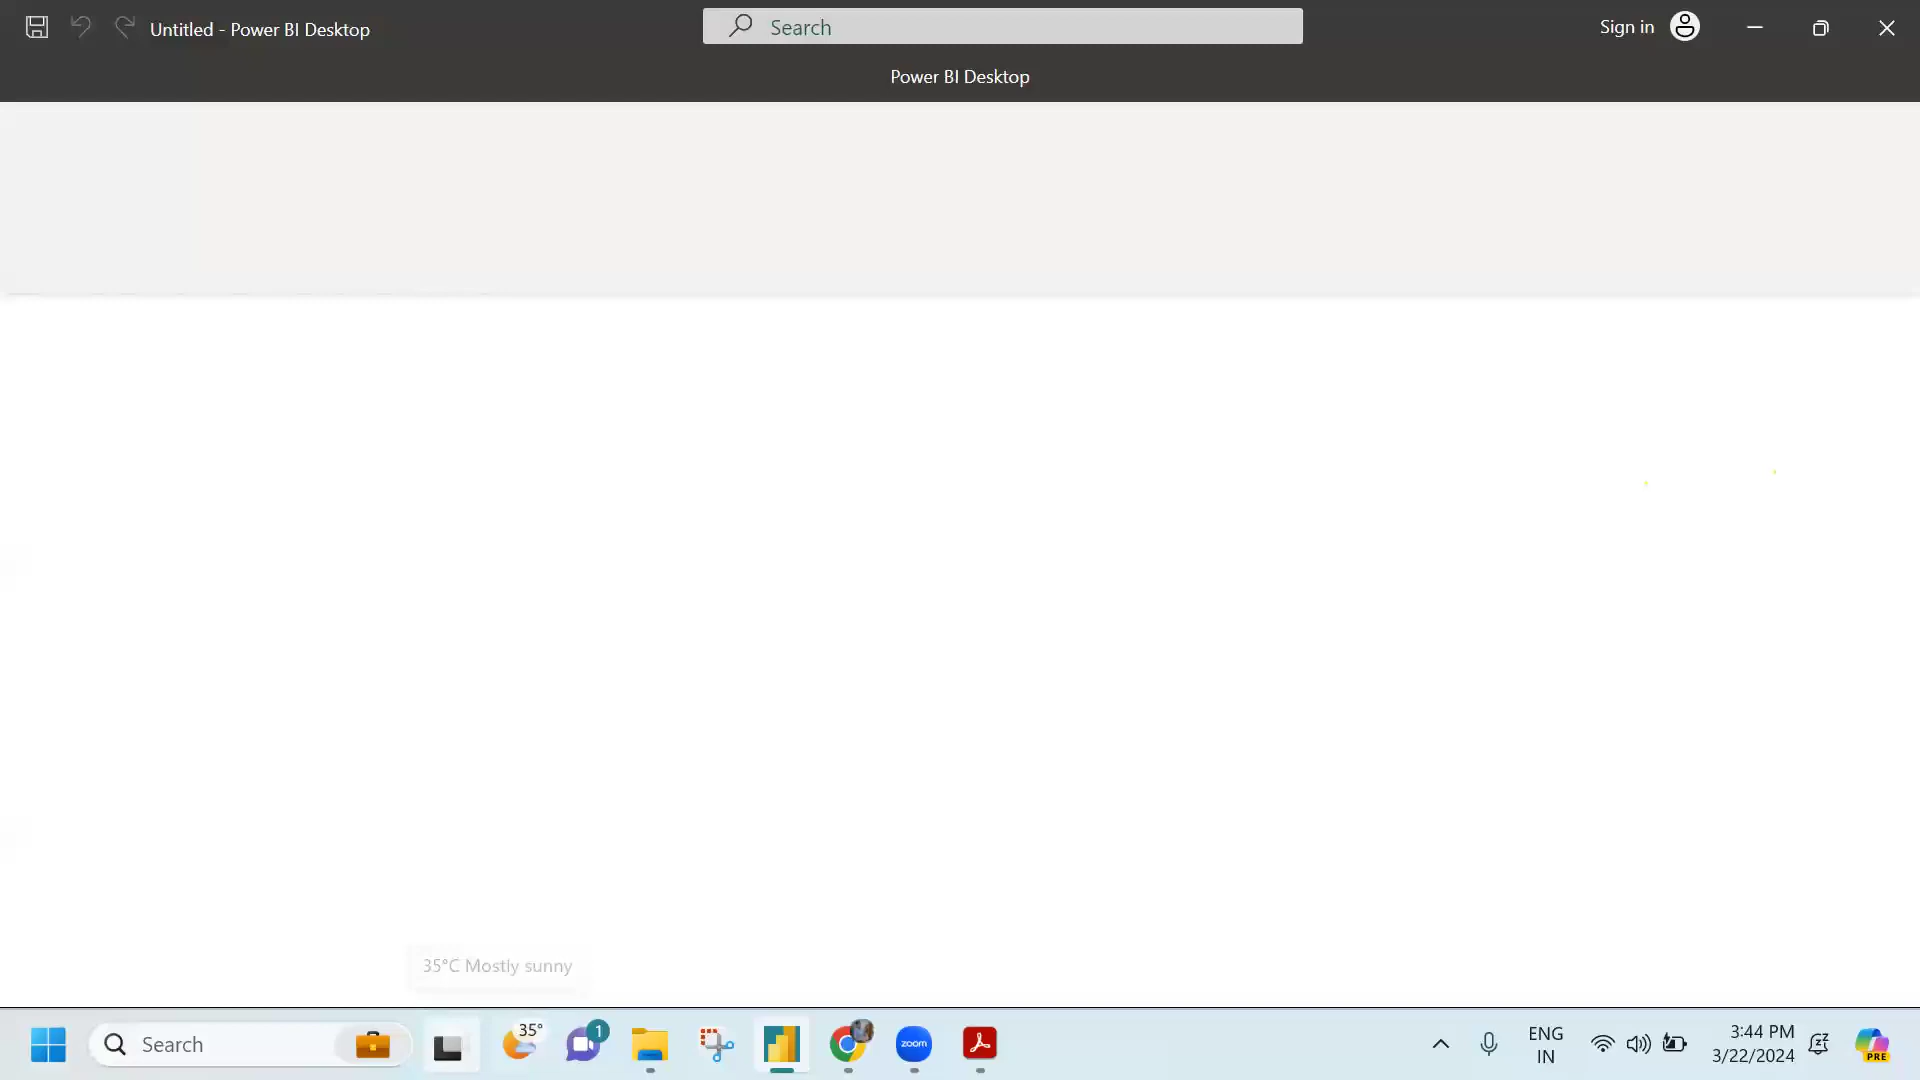 Untitled - Power BI Desktop
Search
Sign in
Power BI Desktop
35°C Mostly sunny
Search
35°
1
zoom
ENG
IN
3:44 PM
3/22/2024
PRE